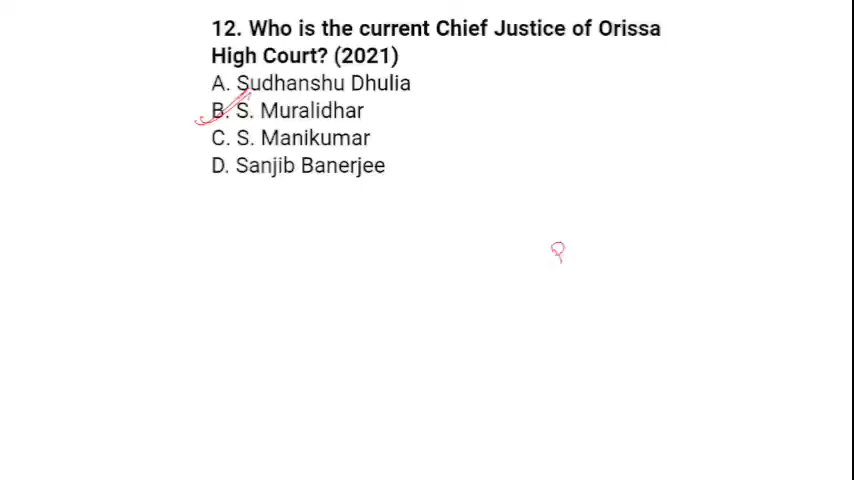 12. Who is the current Chief Justice of Orissa
High Court? (2021)
A. Sudhanshu Dhulia
B. S. Muralidhar
C. S. Manikumar
D. Sanjib Banerjee